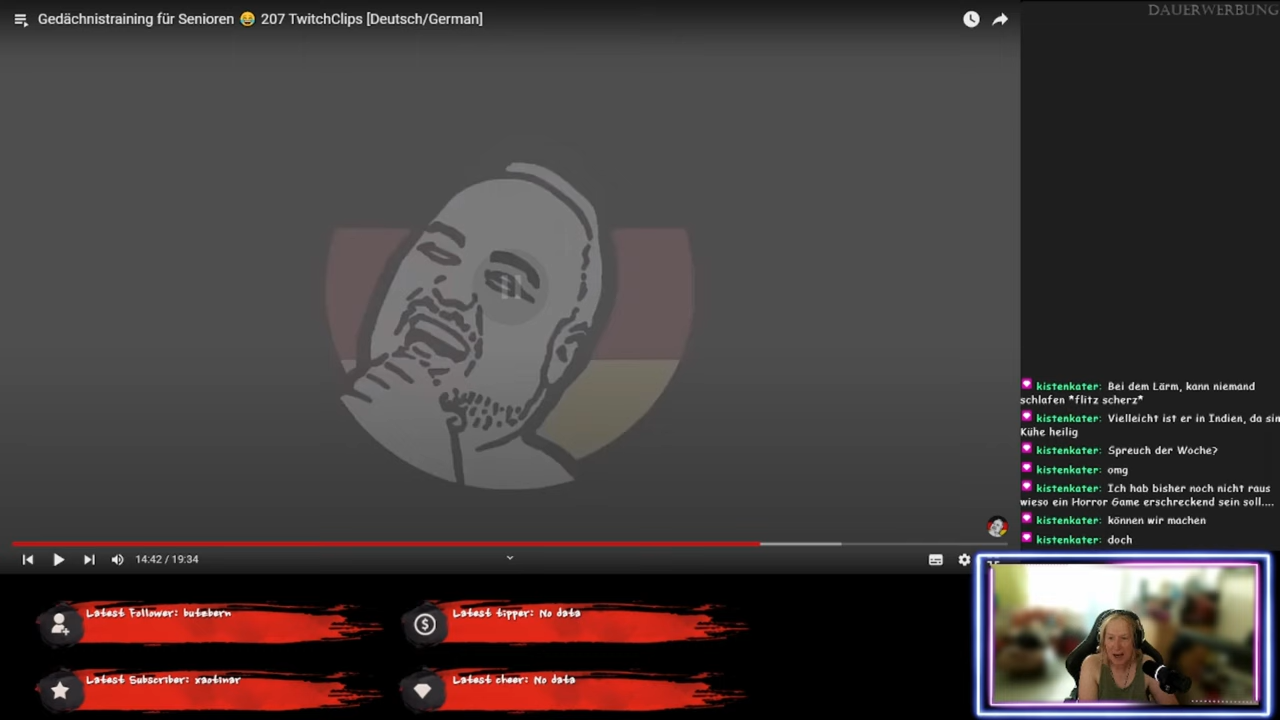 Gedächnistraining für Senioren 😂 207 TwitchClips [Deutsch/German]
DAUERWERBUNG
kistenkater: Bei dem Lärm, kann niemand
schlafen *flitz scherz*
kistenkater: Vielleicht ist er in Indien, da sin
Kühe heilig
kistenkater: Spreuch der Woche?
kistenkater: omg
kistenkater: Ich hab bisher noch nicht raus
wieso ein Horror Game erschreckend sein soll....
kistenkater: können wir machen
kistenkater: doch
14:42 / 19:34
Latest Follower: butzbern
Latest tipper: No data
Latest Subscriber: xaotinar
Latest cheer: No data